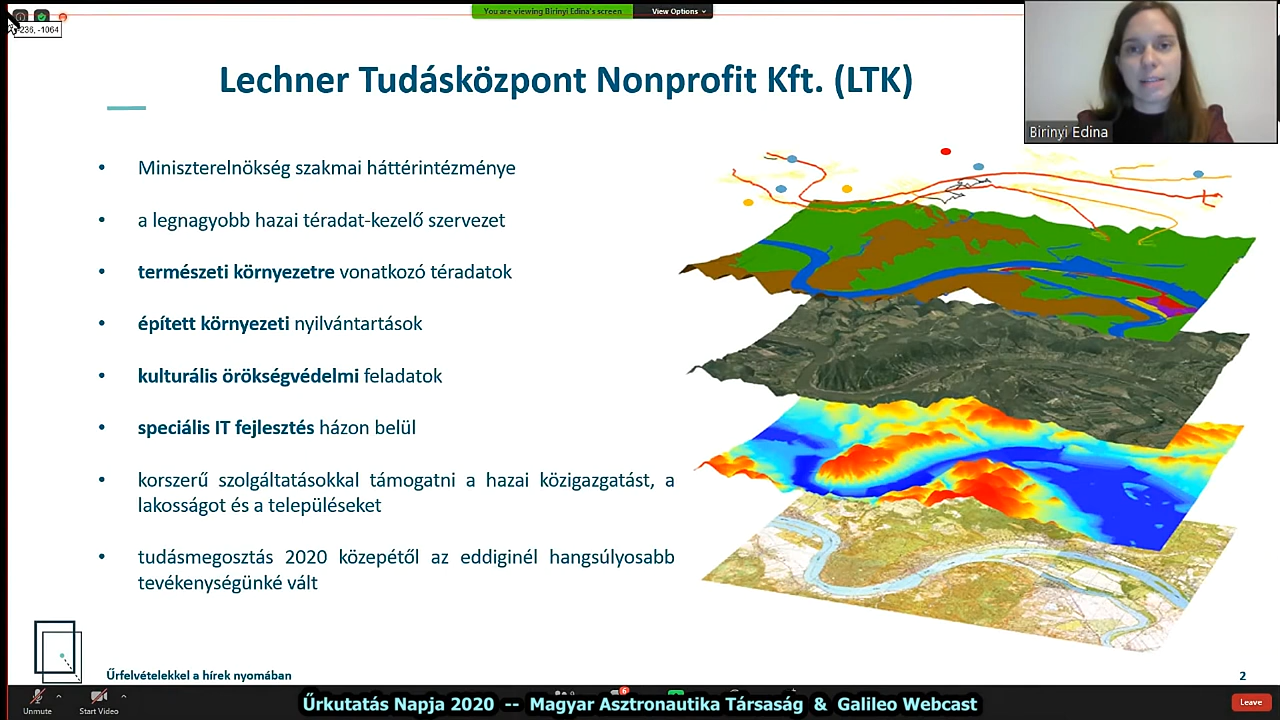 You are viewing Birinyi Edina's screen
View Options
-1064
Lechner Tudásközpont Nonprofit Kft. (LTK)
Birinyi Edina
• Miniszterelnökség szakmai háttérintézménye
• a legnagyobb hazai téradat-kezelő szervezet
• természeti környezetre vonatkozó téradatok
• épített környezeti nyilvántartások
• kulturális örökségvédelmi feladatok
• speciális IT fejlesztés házon belül
• korszerű szolgáltatásokkal támogatni a hazai közigazgatást, a
lakosságot és a településeket
• tudásmegosztás 2020 közepétől az eddiginél hangsúlyosabb
tevékenységünké vált
Űrfelvételekkel a hírek nyomában
2
Unmute
Start Video
6
Űrkutatás Napja 2020 -- Magyar Asztronautika Társaság & Galileo Webcast
Leave